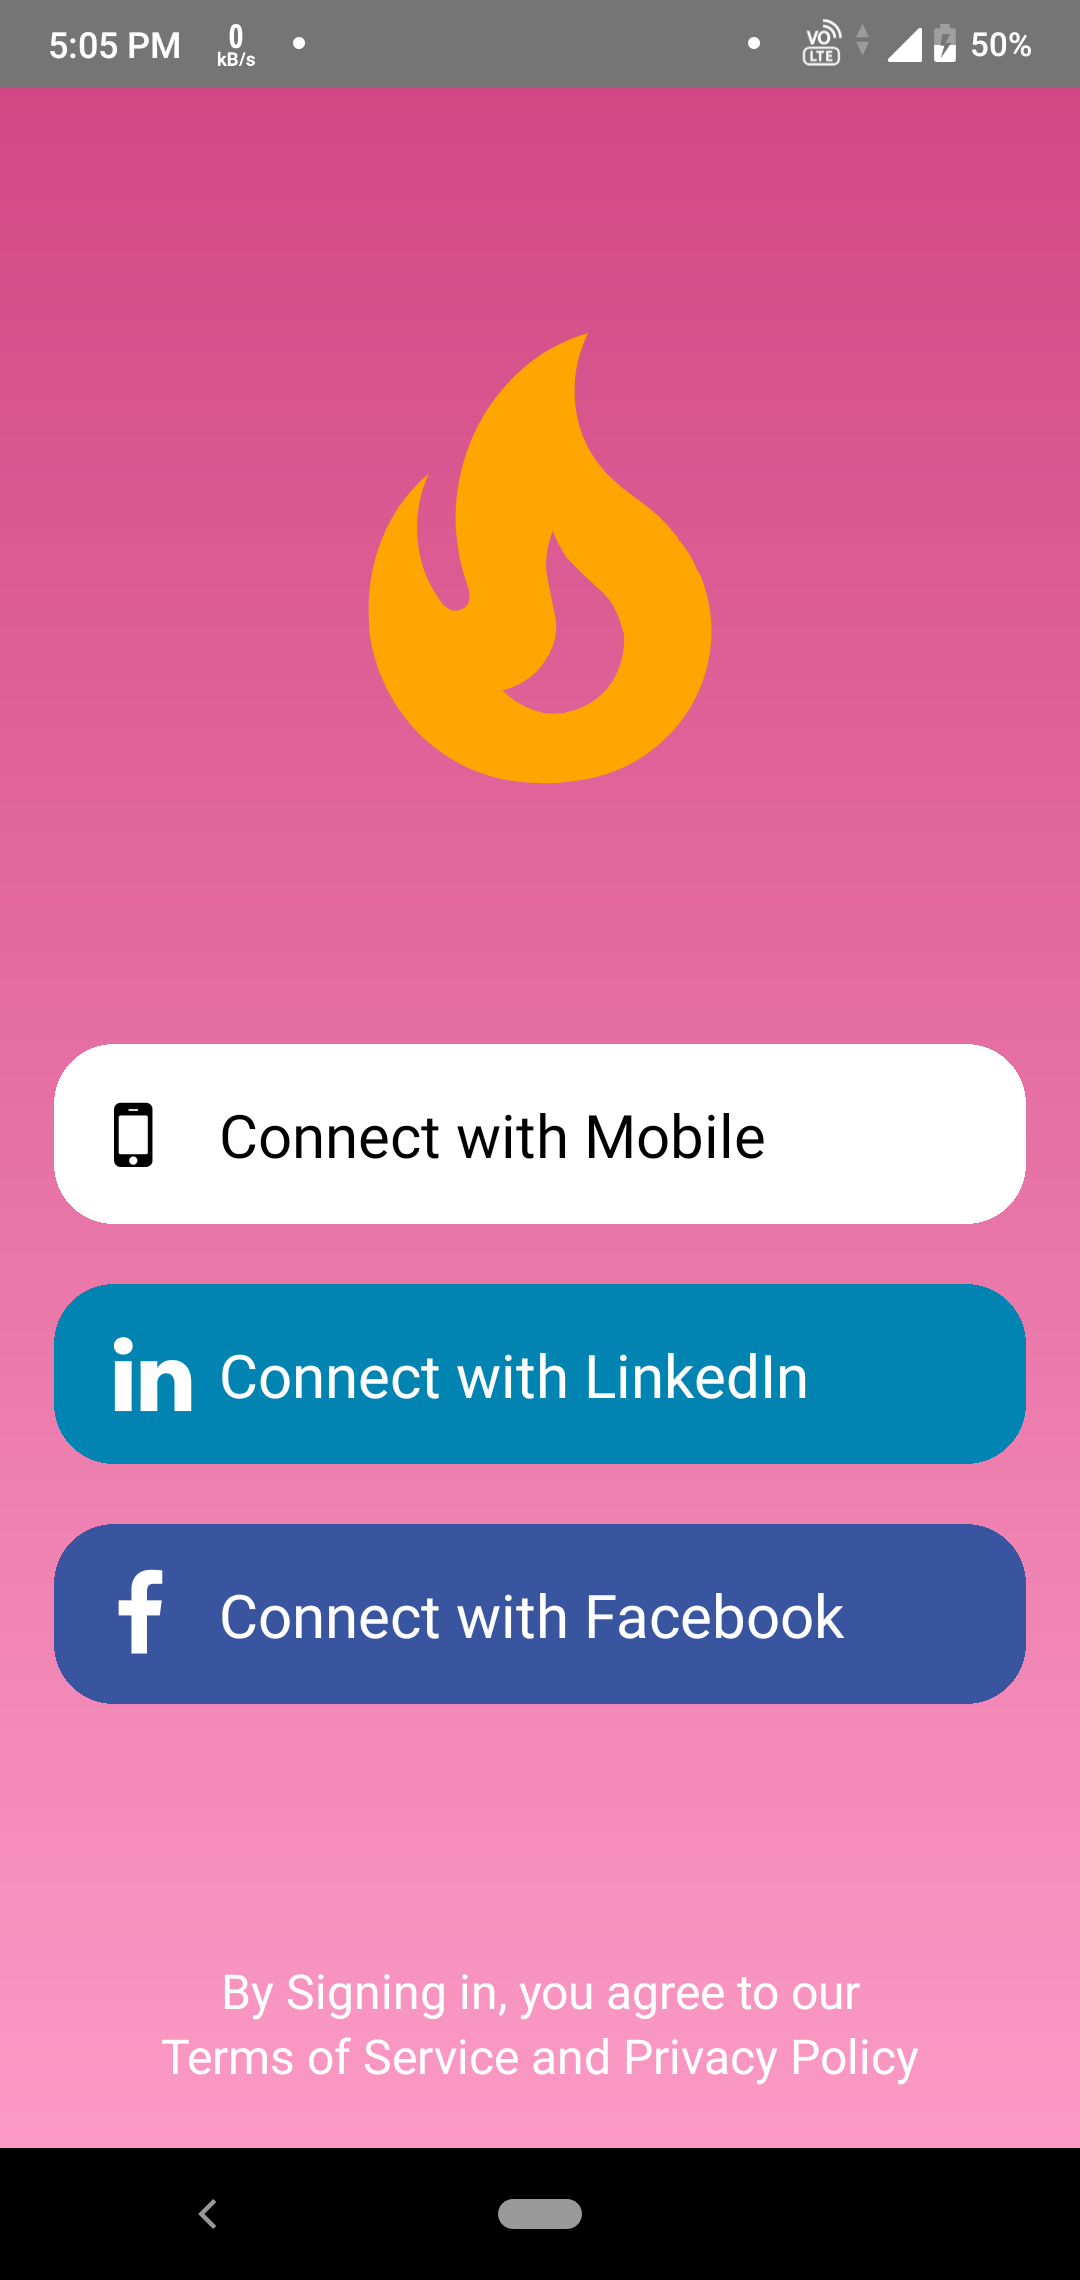 5:05 PM 0 kB/s VO LTE 50%
Connect with Mobile
in Connect with LinkedIn
f Connect with Facebook
By Signing in, you agree to our
Terms of Service and Privacy Policy